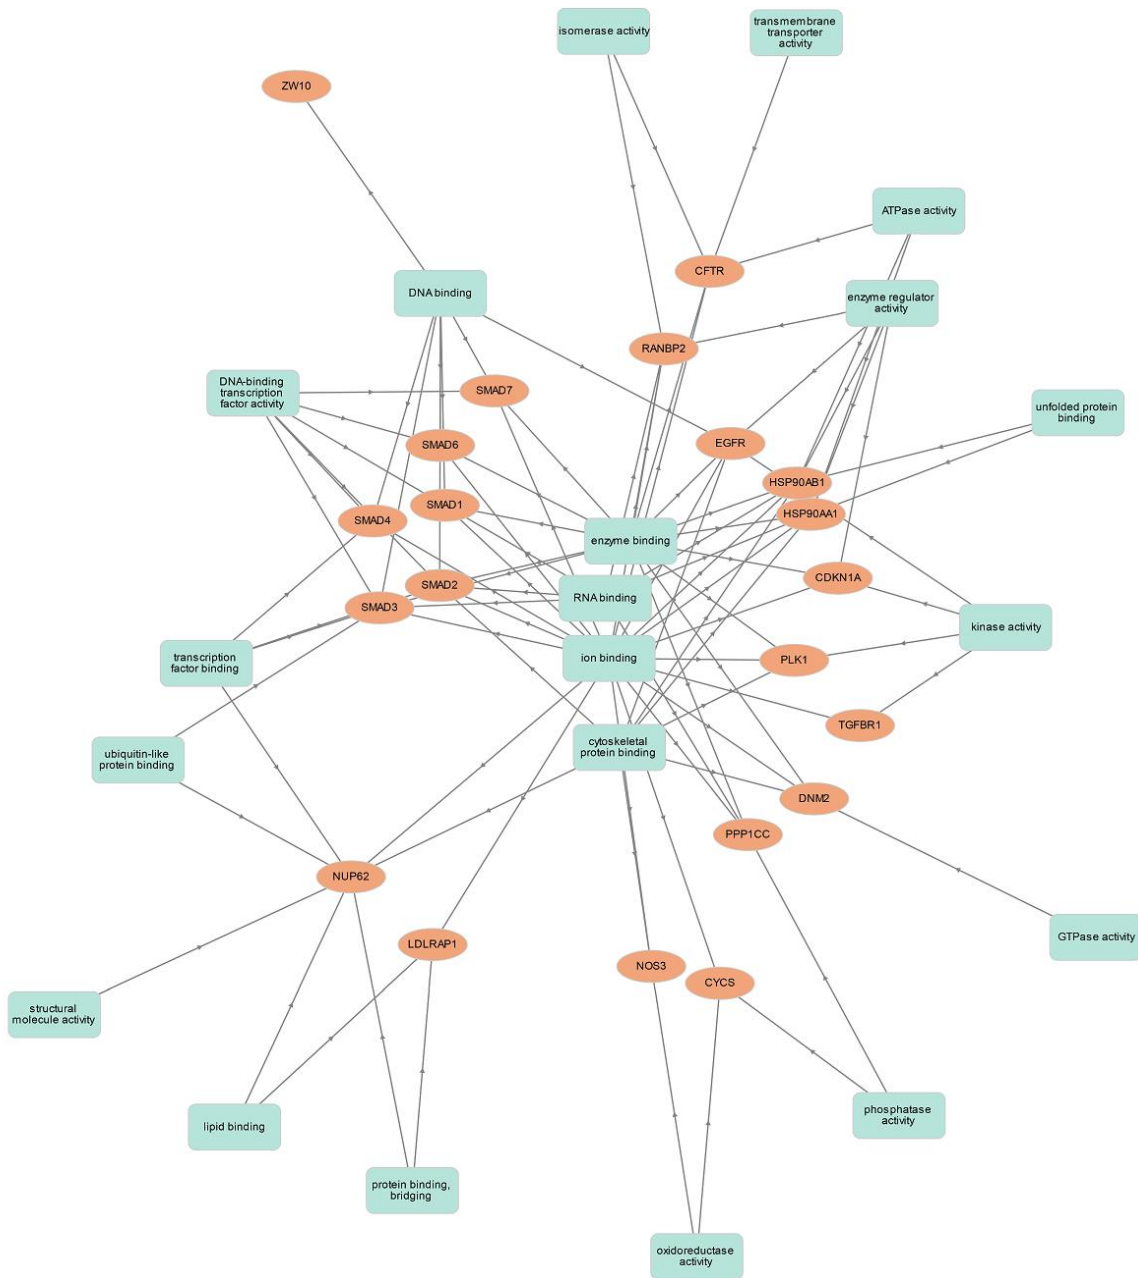 isomerase activity
transmembrane
transporter
activity
ZW10
ATPase activity
CFTR
DNA binding
enzyme regulator
activity
RANBP2
DNA-binding
transcription
factor activity
SMAD7
unfolded protein
binding
SMAD6
EGFR
HSP90AB1
SMAD1
HSP90AA1
SMAD4
enzyme binding
CDKN1A
SMAD2
RNA binding
SMAD3
kinase activity
transcription
factor binding
ion binding
PLK1
TGFBR1
cytoskeletal
protein binding
ubiquitin-like
protein binding
DNM2
PPP1CC
NUP62
LDLRAP1
GTPase activity
NOS3
CYCS
structural
molecule activity
phosphatase
activity
lipid binding
protein binding,
bridging
oxidoreductase
activity